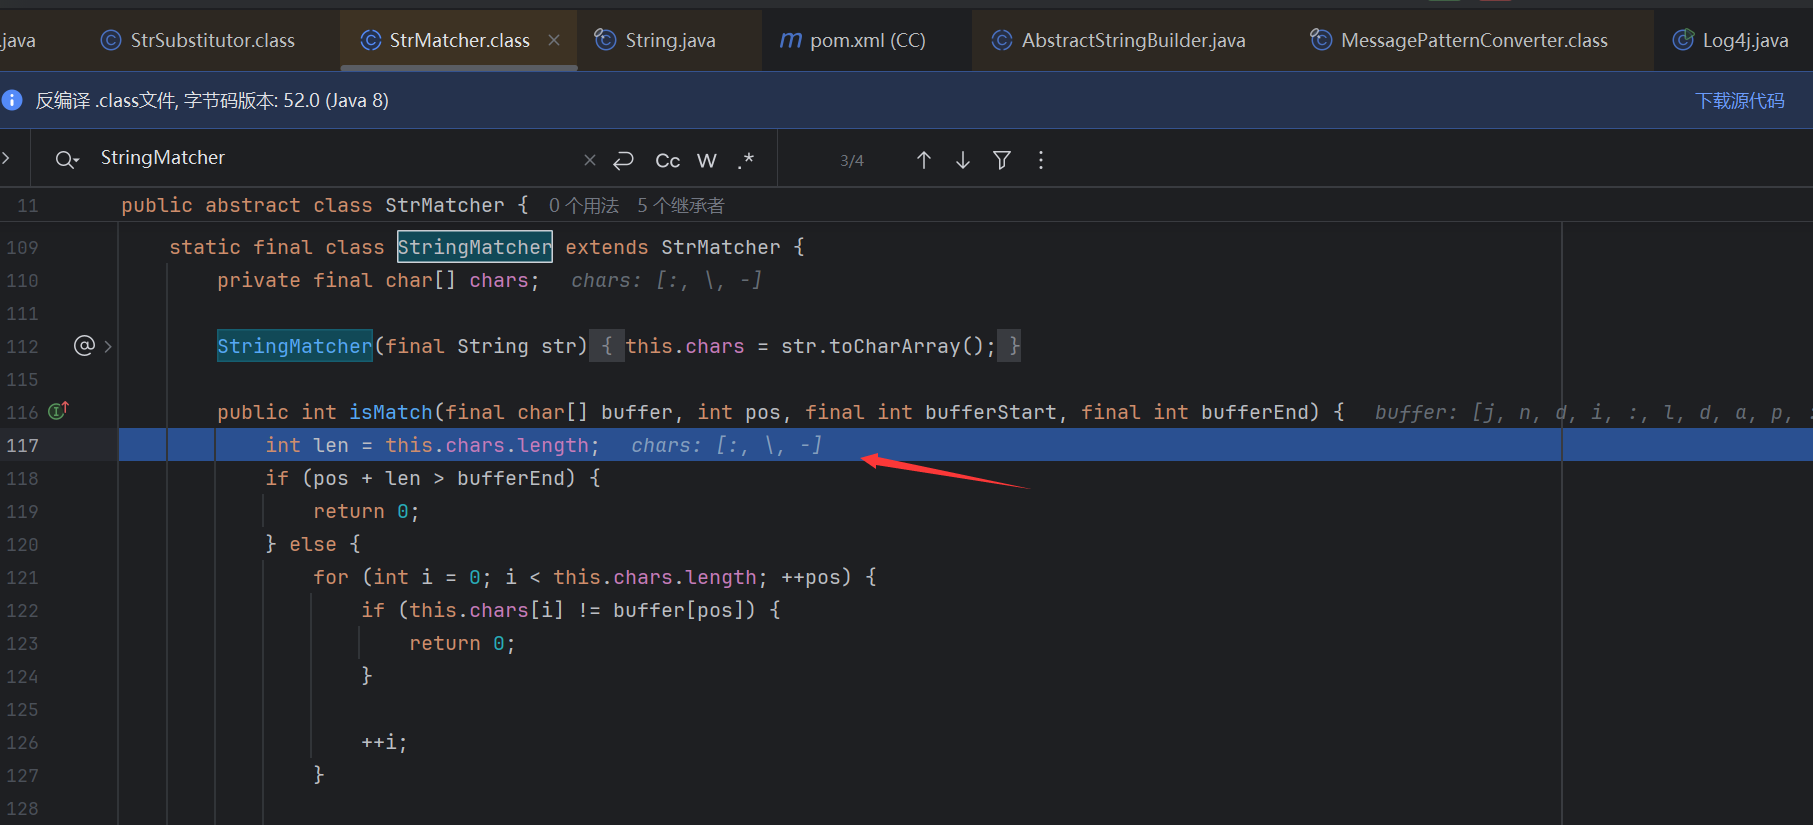 .java StrSubstitutor.class StrMatcher.class String.java pom.xml (CC) AbstractStringBuilder.java MessagePatternConverter.class Log4j.java
反编译 .class文件, 字节码版本: 52.0 (Java 8) 下载源代码
StringMatcher Cc W .* 3/4
11 public abstract class StrMatcher { 0 个用法 5 个继承者
109 static final class StringMatcher extends StrMatcher {
110 private final char[] chars; chars: [:, \, -]
111
112 StringMatcher(final String str) { this.chars = str.toCharArray(); }
115
116 public int isMatch(final char[] buffer, int pos, final int bufferStart, final int bufferEnd) { buffer: [j, n, d, i, :, l, d, a, p, :
117 int len = this.chars.length; chars: [:, \, -]
118 if (pos + len > bufferEnd) {
119 return 0;
120 } else {
121 for (int i = 0; i < this.chars.length; ++pos) {
122 if (this.chars[i] != buffer[pos]) {
123 return 0;
124 }
125
126 ++i;
127 }
128